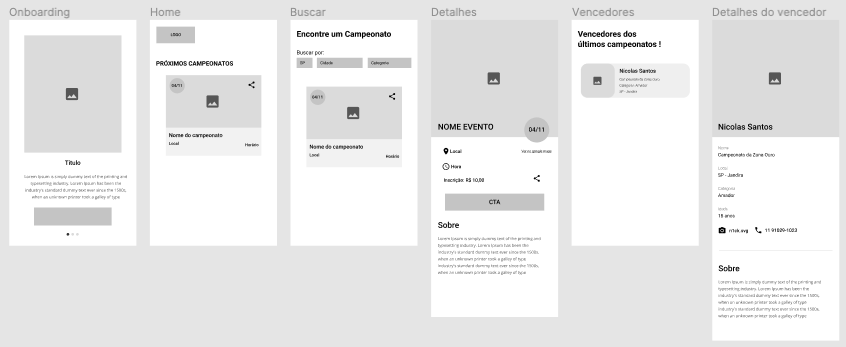 Onboarding
Titulo
Lorem Ipsum is simply dummy text of the printing and
typesetting industry. Lorem Ipsum has been the
industry's standard dummy text ever since the 1500s,
when an unknown printer took a galley of type
Home
LOGO
PRÓXIMOS CAMPEONATOS
04/11
Nome do campeonato
Local
Horário
Buscar
Encontre um Campeonato
Buscar por:
SP
Cidade
Categoria
04/11
Nome do campeonato
Local
Horário
Detalhes
NOME EVENTO
04/11
Local
Hora
Inscrição: R$ 10,00
CTA
Sobre
Lorem Ipsum is simply dummy text of the printing and
typesetting industry. Lorem Ipsum has been the
industry's standard dummy text ever since the 1500s,
when an unknown printer took a galley of type
industry's standard dummy text ever since the 1500s,
when an unknown printer took a galley of type
Vencedores
Vencedores dos
últimos campeonatos !
Nicolas Santos
Campeonato da Zona Ouro
Categoria: Amador
SP - Jandira
Detalhes do vencedor
Nicolas Santos
Nome
Campeonato da Zona Ouro
SP - Jandira
Categoria
Amador
Idade
18 anos
n1ck.svg
11 91029-1023
Sobre
Lorem Ipsum is simply dummy text of the printing and
typesetting industry. Lorem Ipsum has been the
industry's standard dummy text ever since the 1500s,
when an unknown printer took a galley of type
industry's standard dummy text ever since the 1500s,
when an unknown printer took a galley of type